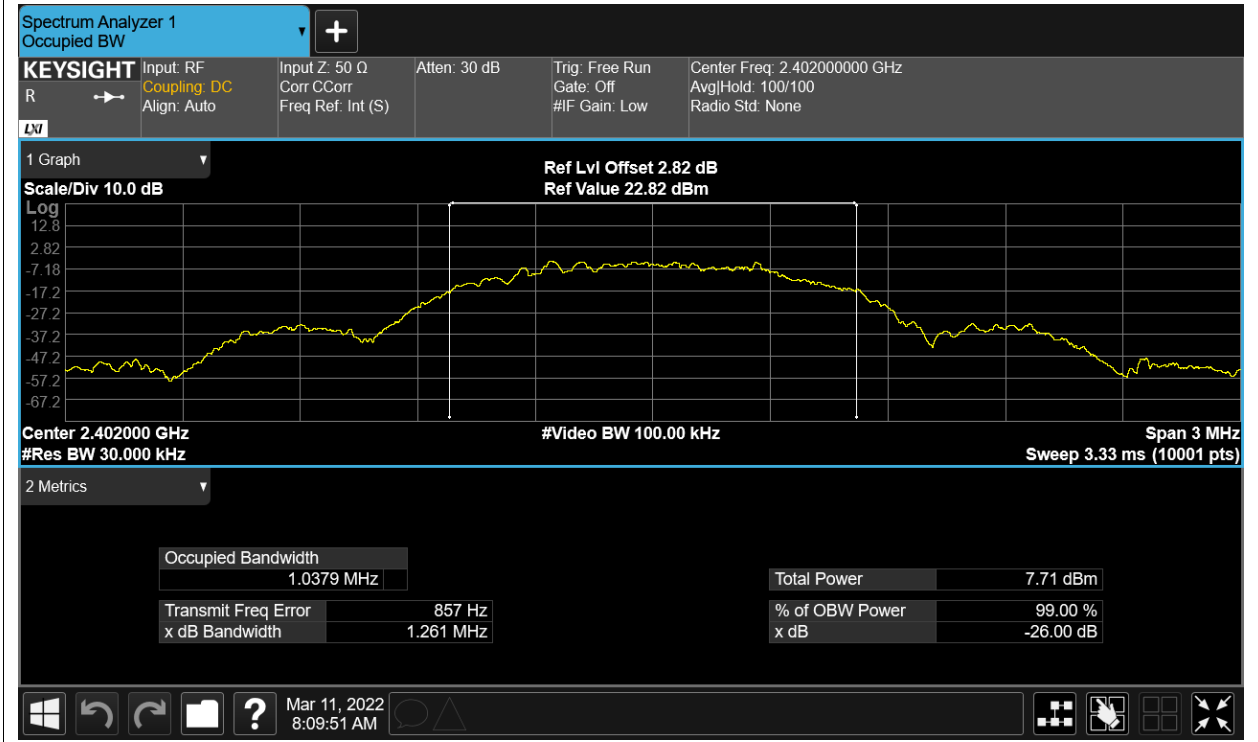 Spectrum Analyzer 1
Occupied BW
KEYSIGHT
R
LXI
Input: RF
Coupling: DC
Align: Auto
Input Z: 50 Ω
Corr CCorr
Freq Ref: Int (S)
Atten: 30 dB
Trig: Free Run
Gate: Off
#IF Gain: Low
Center Freq: 2.402000000 GHz
Avg|Hold: 100/100
Radio Std: None
1 Graph
Scale/Div 10.0 dB
Ref Lvl Offset 2.82 dB
Ref Value 22.82 dBm
Log
12.8
2.82
-7.18
-17.2
-27.2
-37.2
-47.2
-57.2
-67.2
Center 2.402000 GHz
#Video BW 100.00 kHz
Span 3 MHz
#Res BW 30.000 kHz
Sweep 3.33 ms (10001 pts)
2 Metrics
Occupied Bandwidth
1.0379 MHz
Total Power 7.71 dBm
Transmit Freq Error 857 Hz
% of OBW Power 99.00 %
x dB Bandwidth 1.261 MHz
x dB -26.00 dB
?
Mar 11, 2022
8:09:51 AM